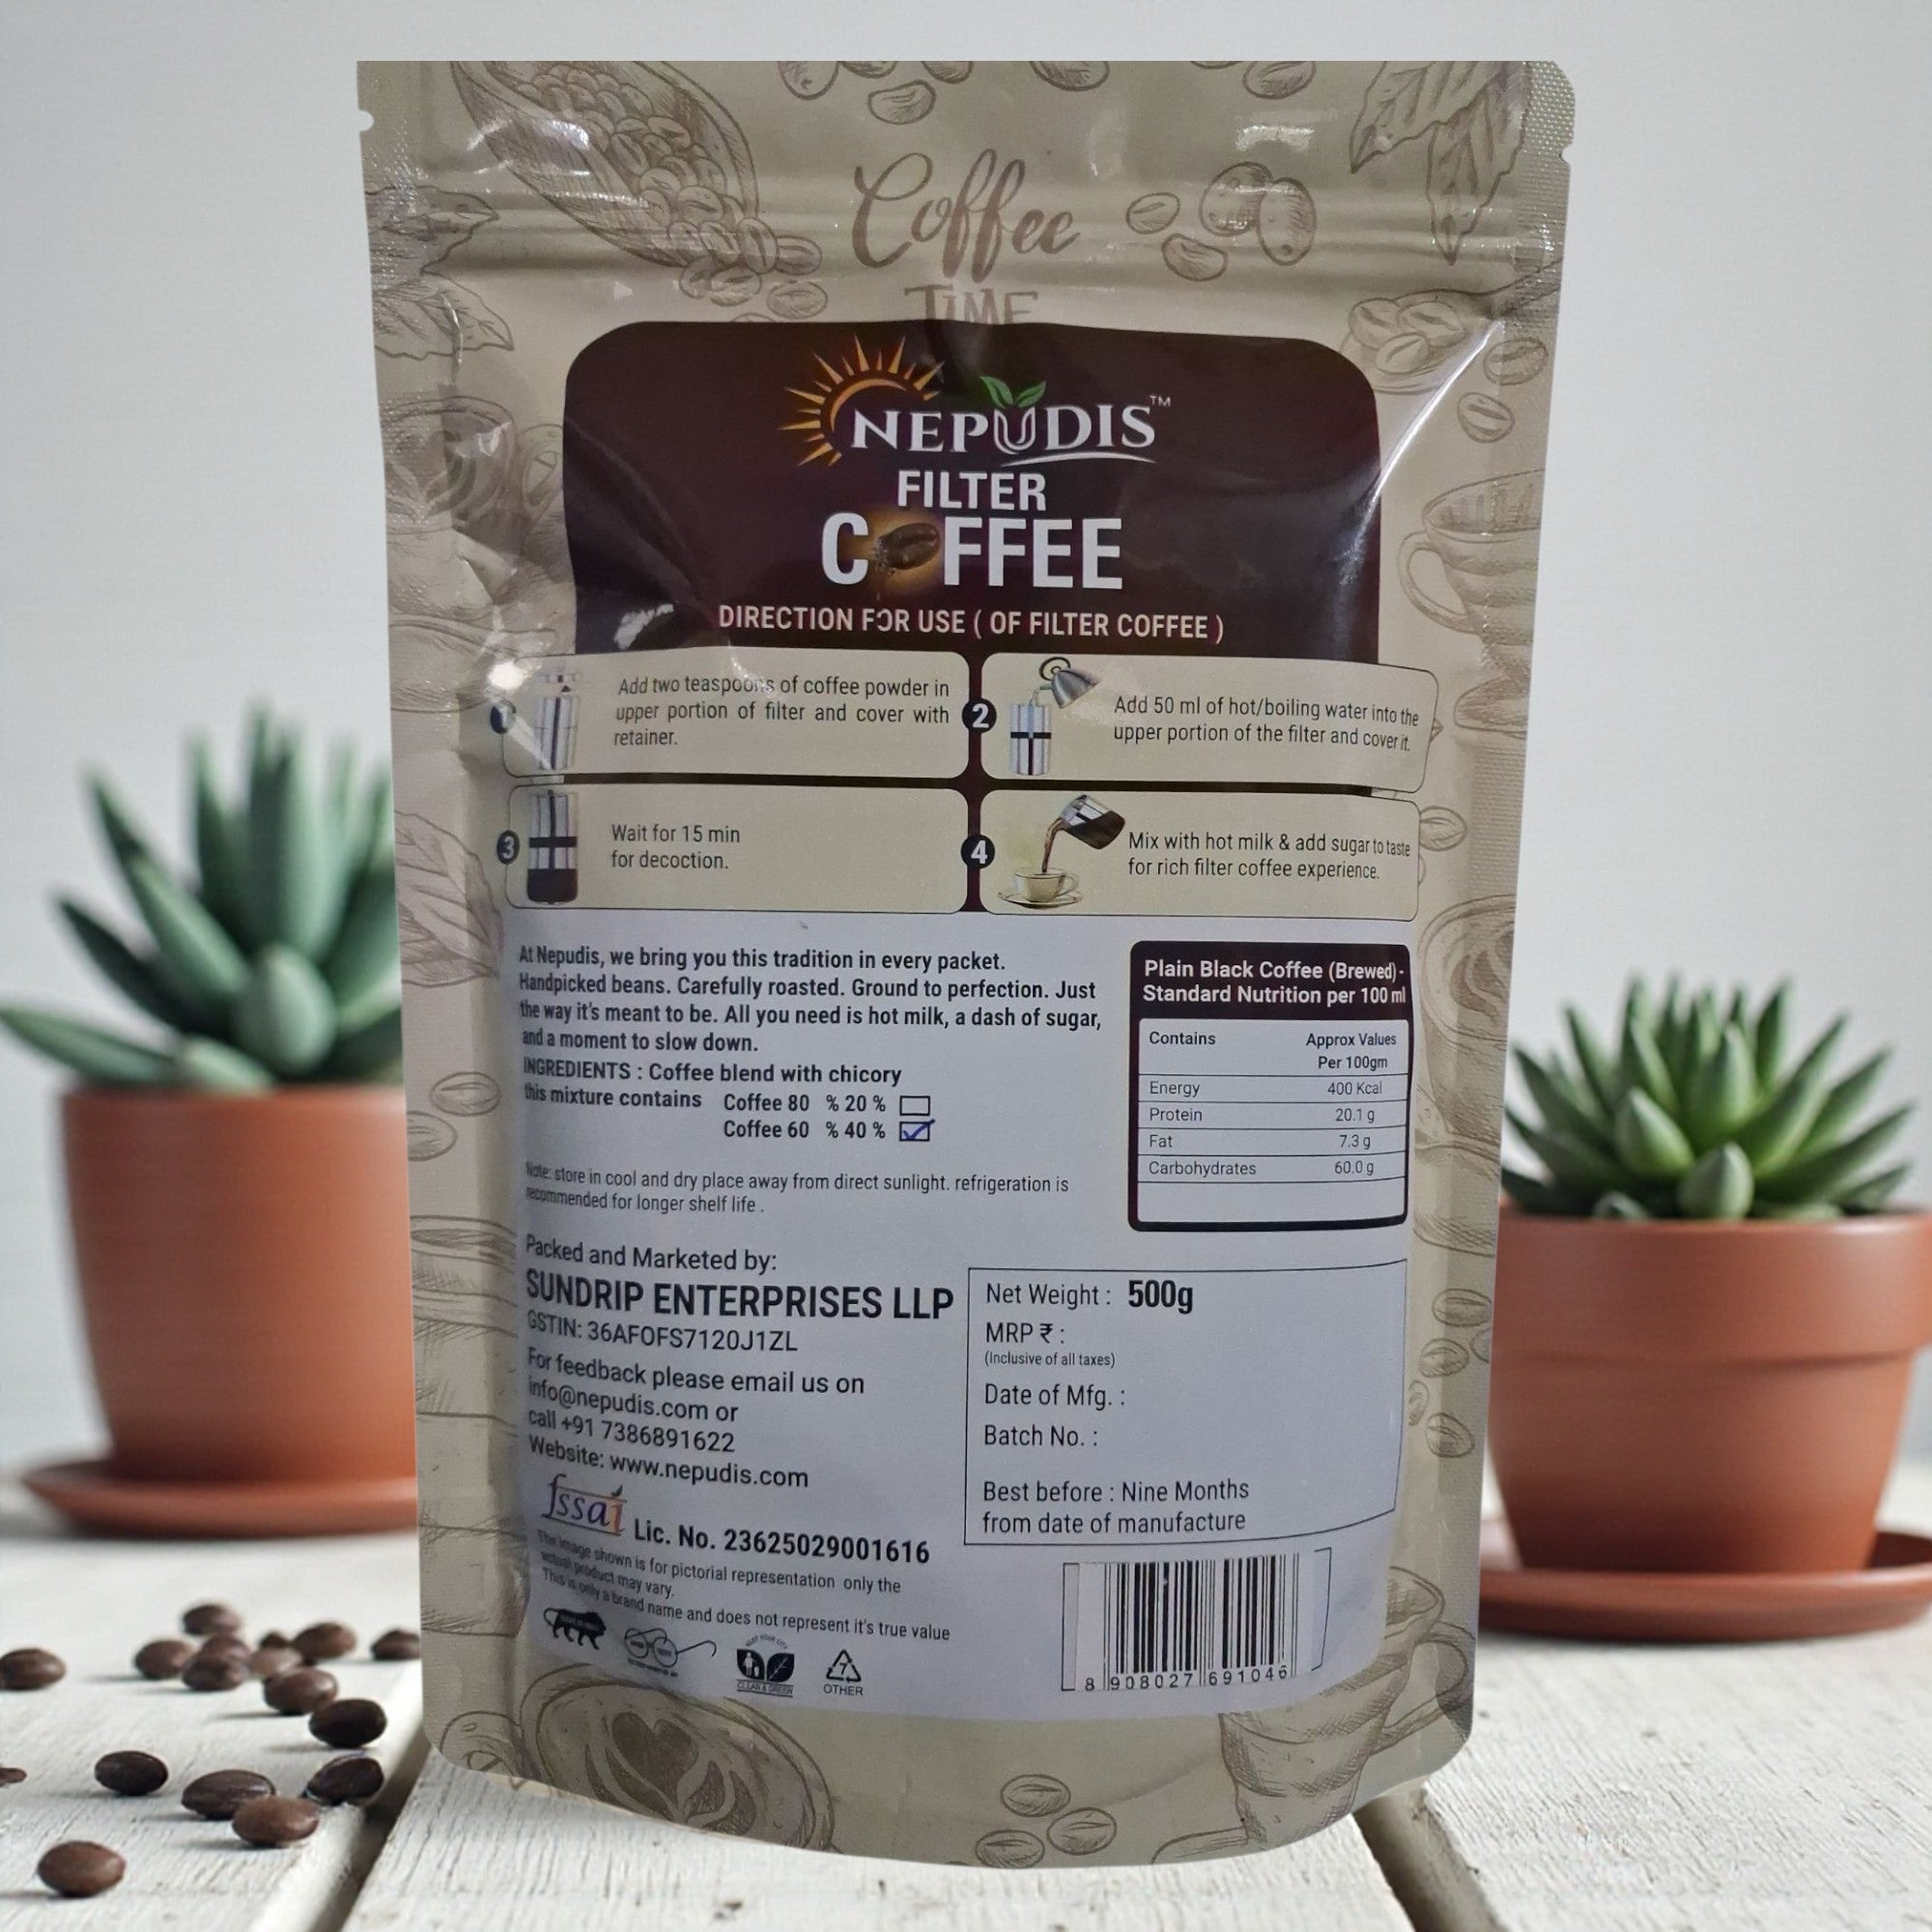 Coffee
TIME
NEPUDIS™
FILTER
COFFEE
DIRECTION FOR USE ( OF FILTER COFFEE )
1
Add two teaspoons of coffee powder in
upper portion of filter and cover with
retainer.
2
Add 50 ml of hot/boiling water into the
upper portion of the filter and cover it.
3
Wait for 15 min
for decoction.
4
Mix with hot milk & add sugar to taste
for rich filter coffee experience.
At Nepudis, we bring you this tradition in every packet.
Handpicked beans. Carefully roasted. Ground to perfection. Just
the way it's meant to be. All you need is hot milk, a dash of sugar,
and a moment to slow down.
INGREDIENTS : Coffee blend with chicory
this mixture contains Coffee 80 % 20 %
Coffee 60 % 40 %
Note: store in cool and dry place away from direct sunlight. refrigeration is
recommended for longer shelf life .
Plain Black Coffee (Brewed) -
Standard Nutrition per 100 ml
Contains Approx Values
Per 100gm
Energy 400 Kcal
Protein 20.1 g
Fat 7.3 g
Carbohydrates 60.0 g
Packed and Marketed by:
SUNDRIP ENTERPRISES LLP
GSTIN: 36AFOFS7120J1ZL
For feedback please email us on
info@nepudis.com or
call +91 7386891622
Website: www.nepudis.com
fssai Lic. No. 23625029001616
The image shown is for pictorial representation only the
actual product may vary.
This is only a brand name and does not represent it's true value
Net Weight : 500g
MRP ₹ :
(Inclusive of all taxes)
Date of Mfg. :
Batch No. :
Best before : Nine Months
from date of manufacture
KEEP YOUR CITY
CLEAN & GREEN
7
OTHER
8 908027 691046